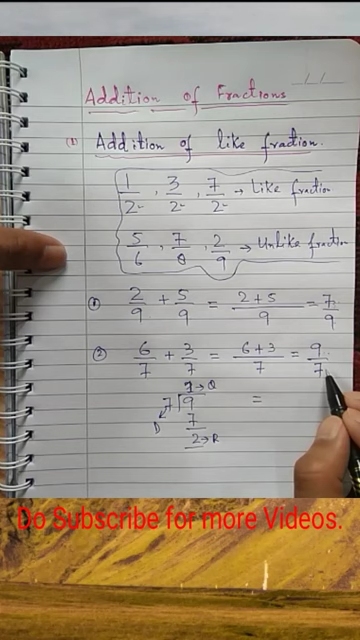 Addition of Fractions
(1) Addition of like fraction.
1/2, 3/2, 7/2 → Like fraction
5/6, 7/8, 2/9 → Unlike fraction
① 2/9 + 5/9 = 2+5/9 = 7/9
② 6/7 + 3/7 = 6+3/7 = 9/7
1→Q
7 9 =
D 7
2→R
Do Subscribe for more Videos.